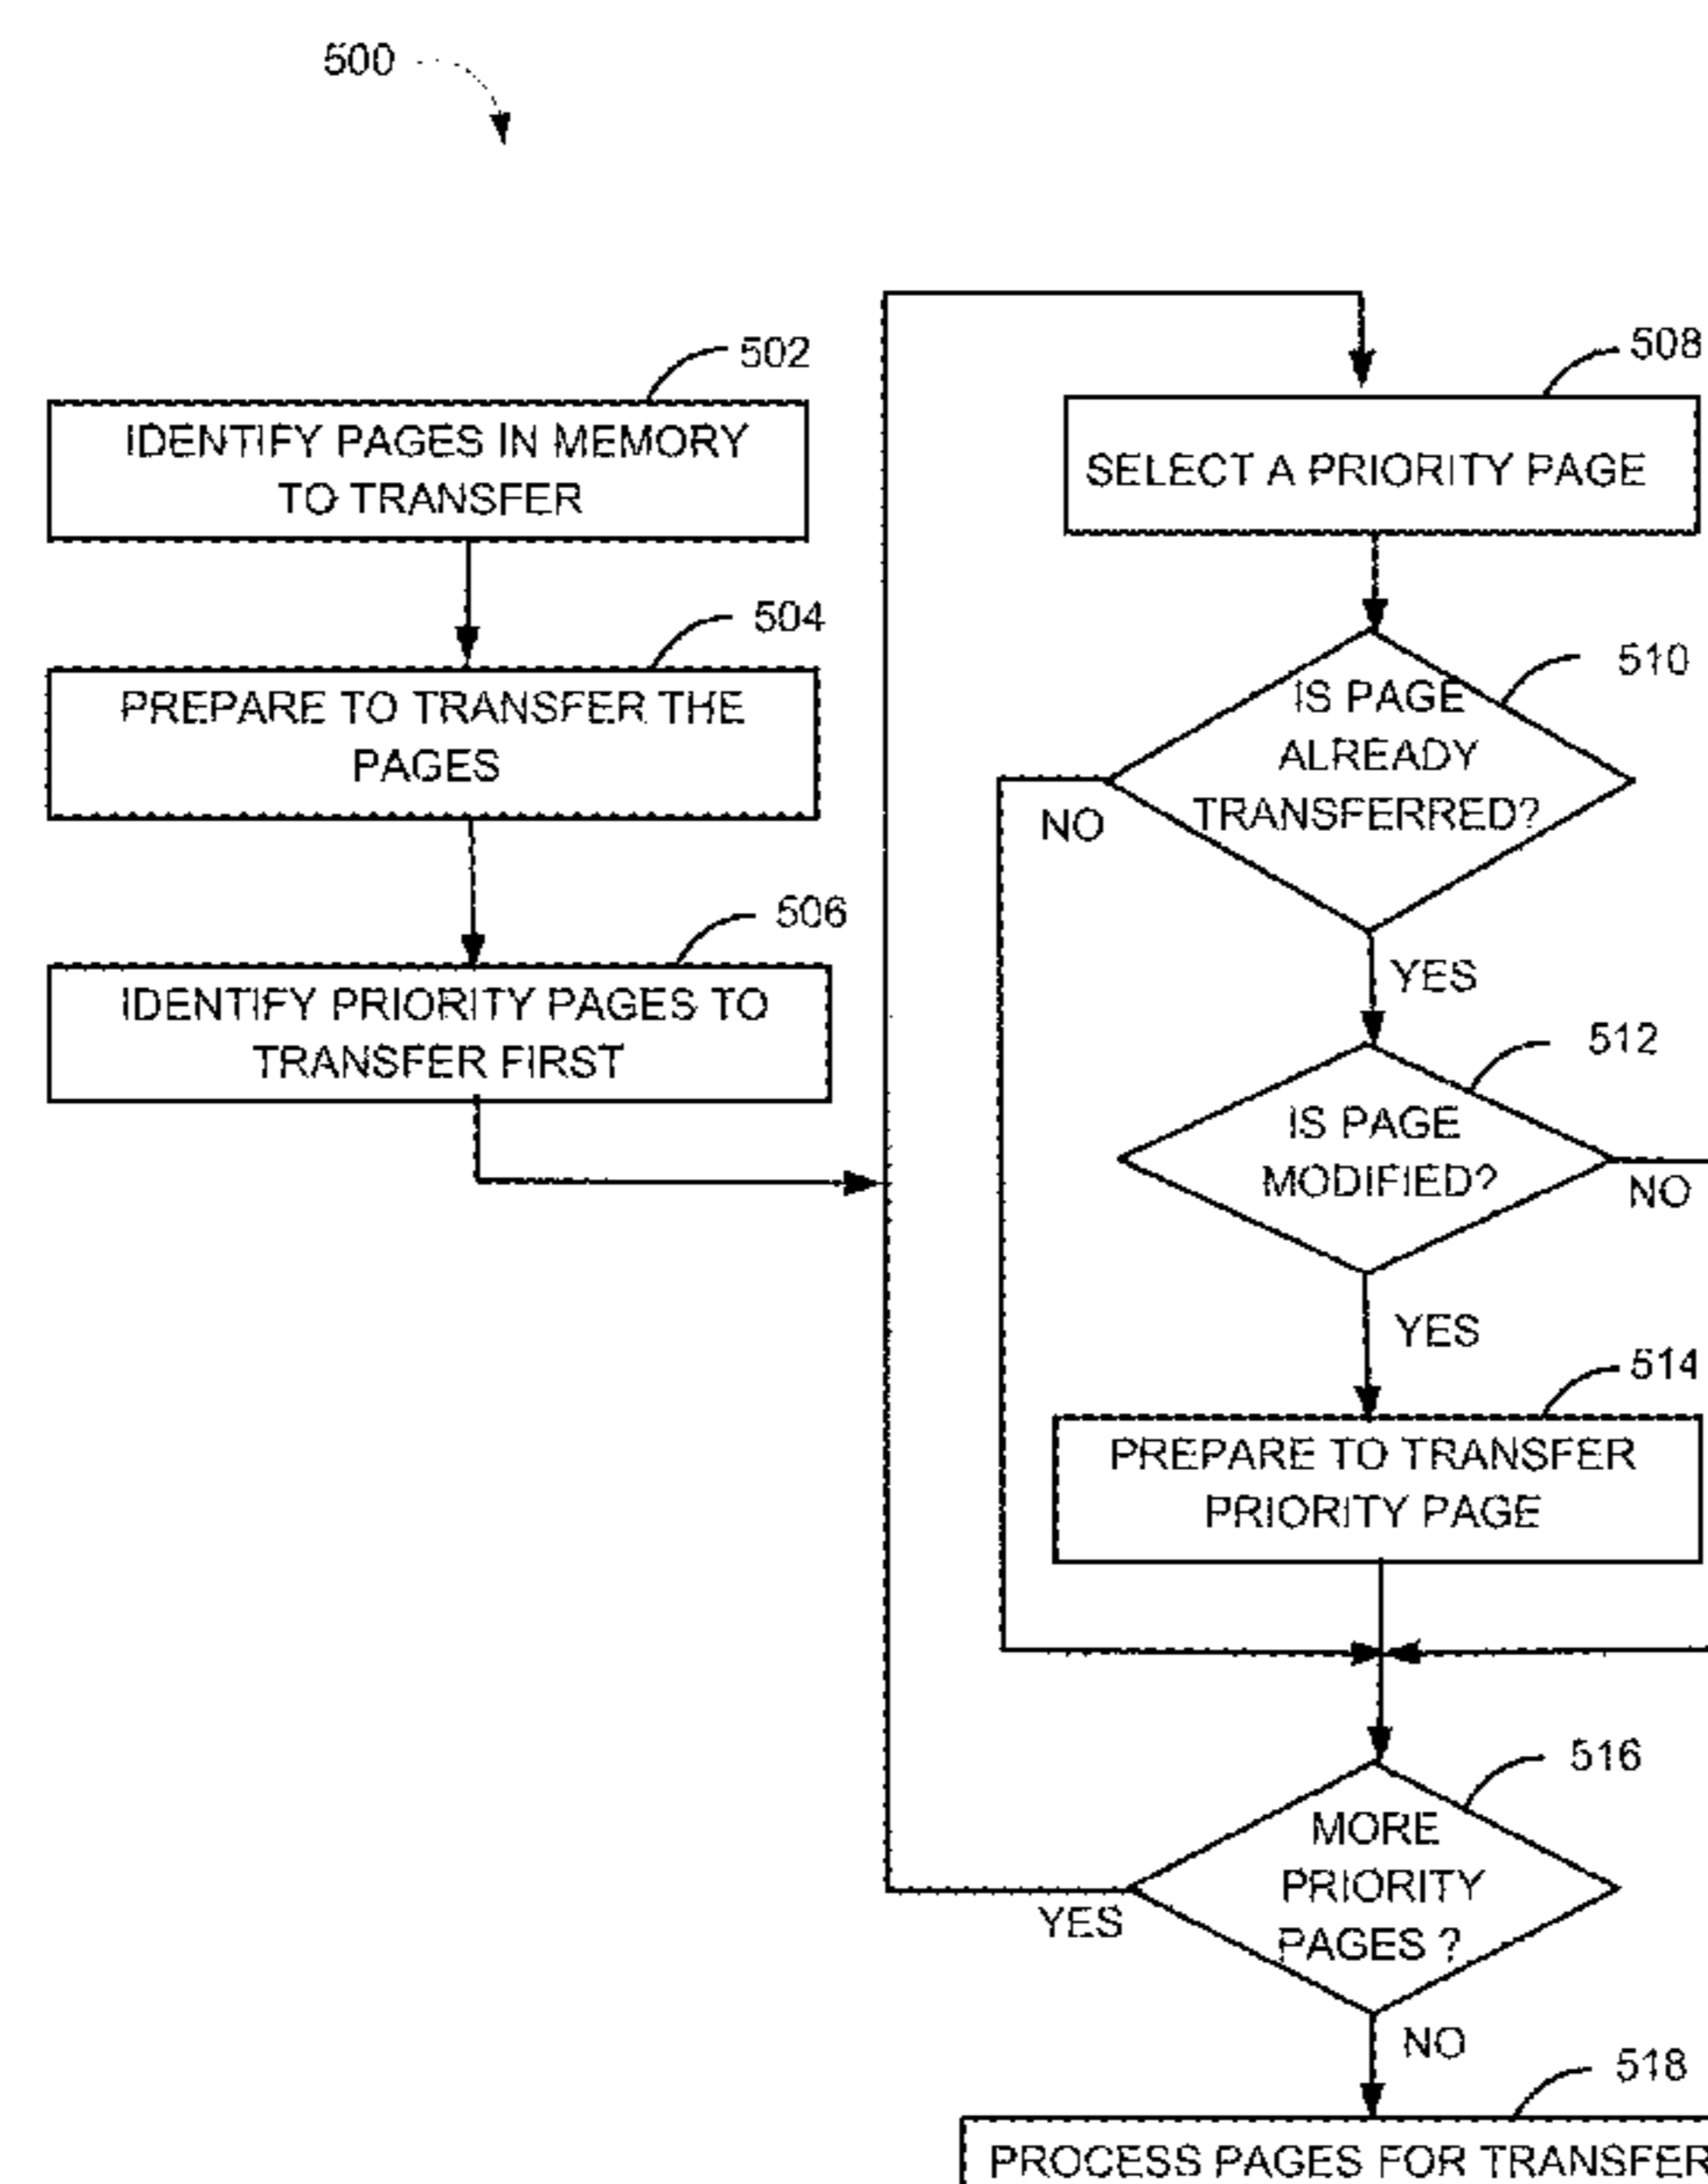 500
502
IDENTIFY PAGES IN MEMORY
TO TRANSFER
504
PREPARE TO TRANSFER THE
PAGES
506
IDENTIFY PRIORITY PAGES TO
TRANSFER FIRST
508
SELECT A PRIORITY PAGE
510
IS PAGE
ALREADY
TRANSFERRED?
NO
YES
512
IS PAGE
MODIFIED?
NO
YES
514
PREPARE TO TRANSFER
PRIORITY PAGE
516
MORE
PRIORITY
PAGES ?
YES
NO
518
PROCESS PAGES FOR TRANSFER